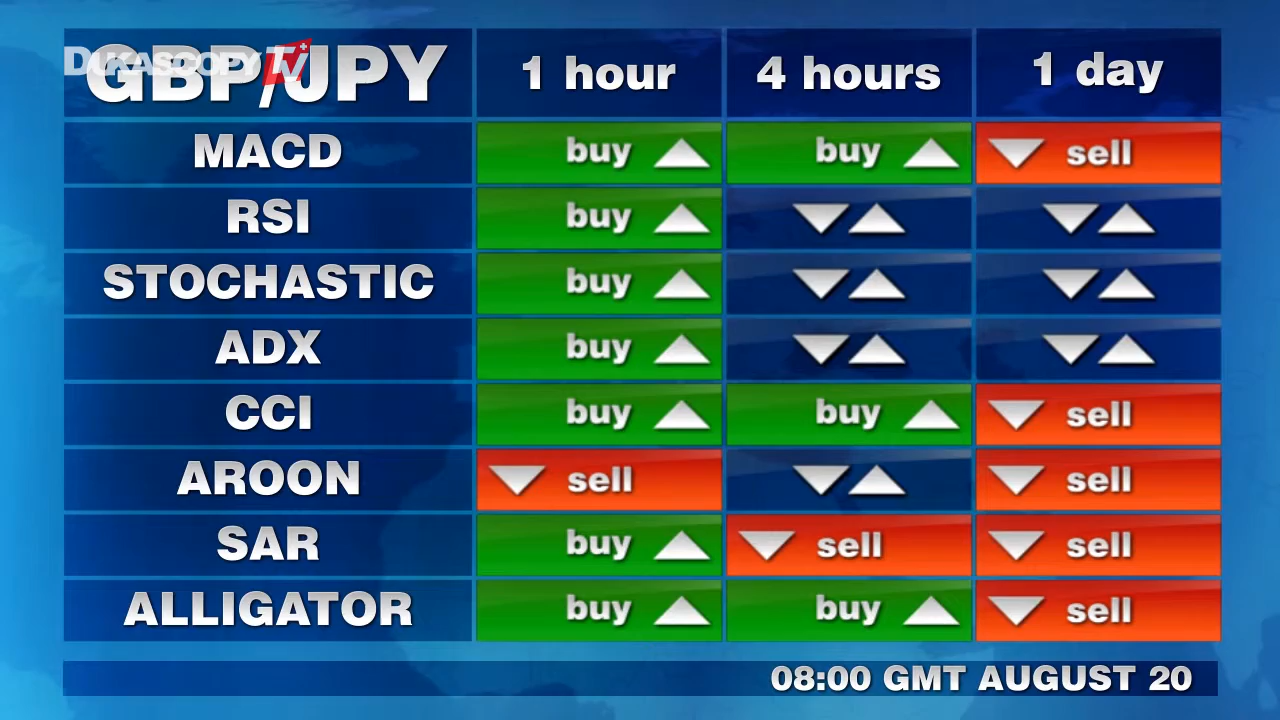 DUKASCOPY TV
GBP/JPY 1 hour 4 hours 1 day
MACD buy buy sell
RSI buy
STOCHASTIC buy
ADX buy
CCI buy buy sell
AROON sell sell
SAR buy sell sell
ALLIGATOR buy buy sell
08:00 GMT AUGUST 20